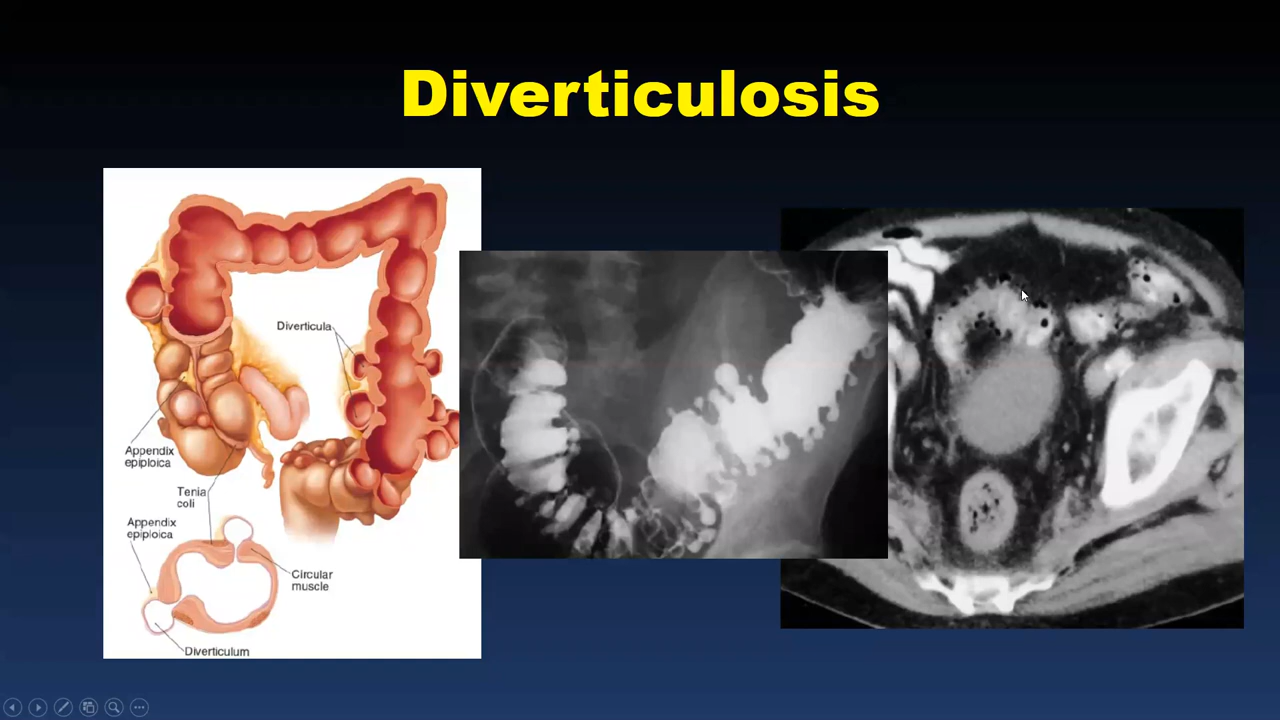 Diverticulosis
Diverticula
Appendix
epiploica
Tenia
coli
Appendix
epiploica
Circular
muscle
Diverticulum